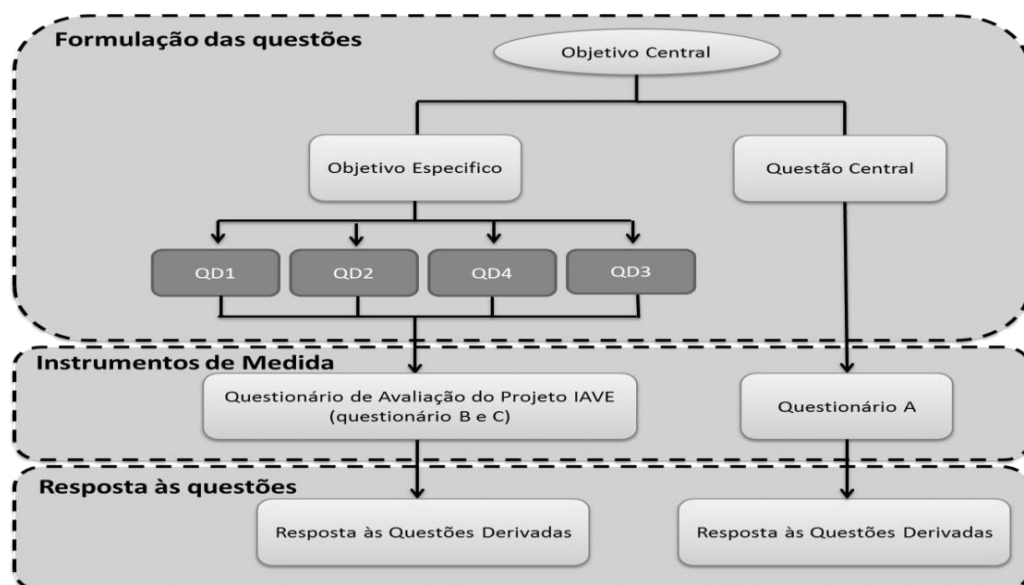 Formulação das questões
Objetivo Central
Objetivo Especifico
Questão Central
QD1
QD2
QD4
QD3
Instrumentos de Medida
Questionário de Avaliação do Projeto IAVE
(questionário B e C)
Questionário A
Resposta às questões
Resposta às Questões Derivadas
Resposta às Questões Derivadas